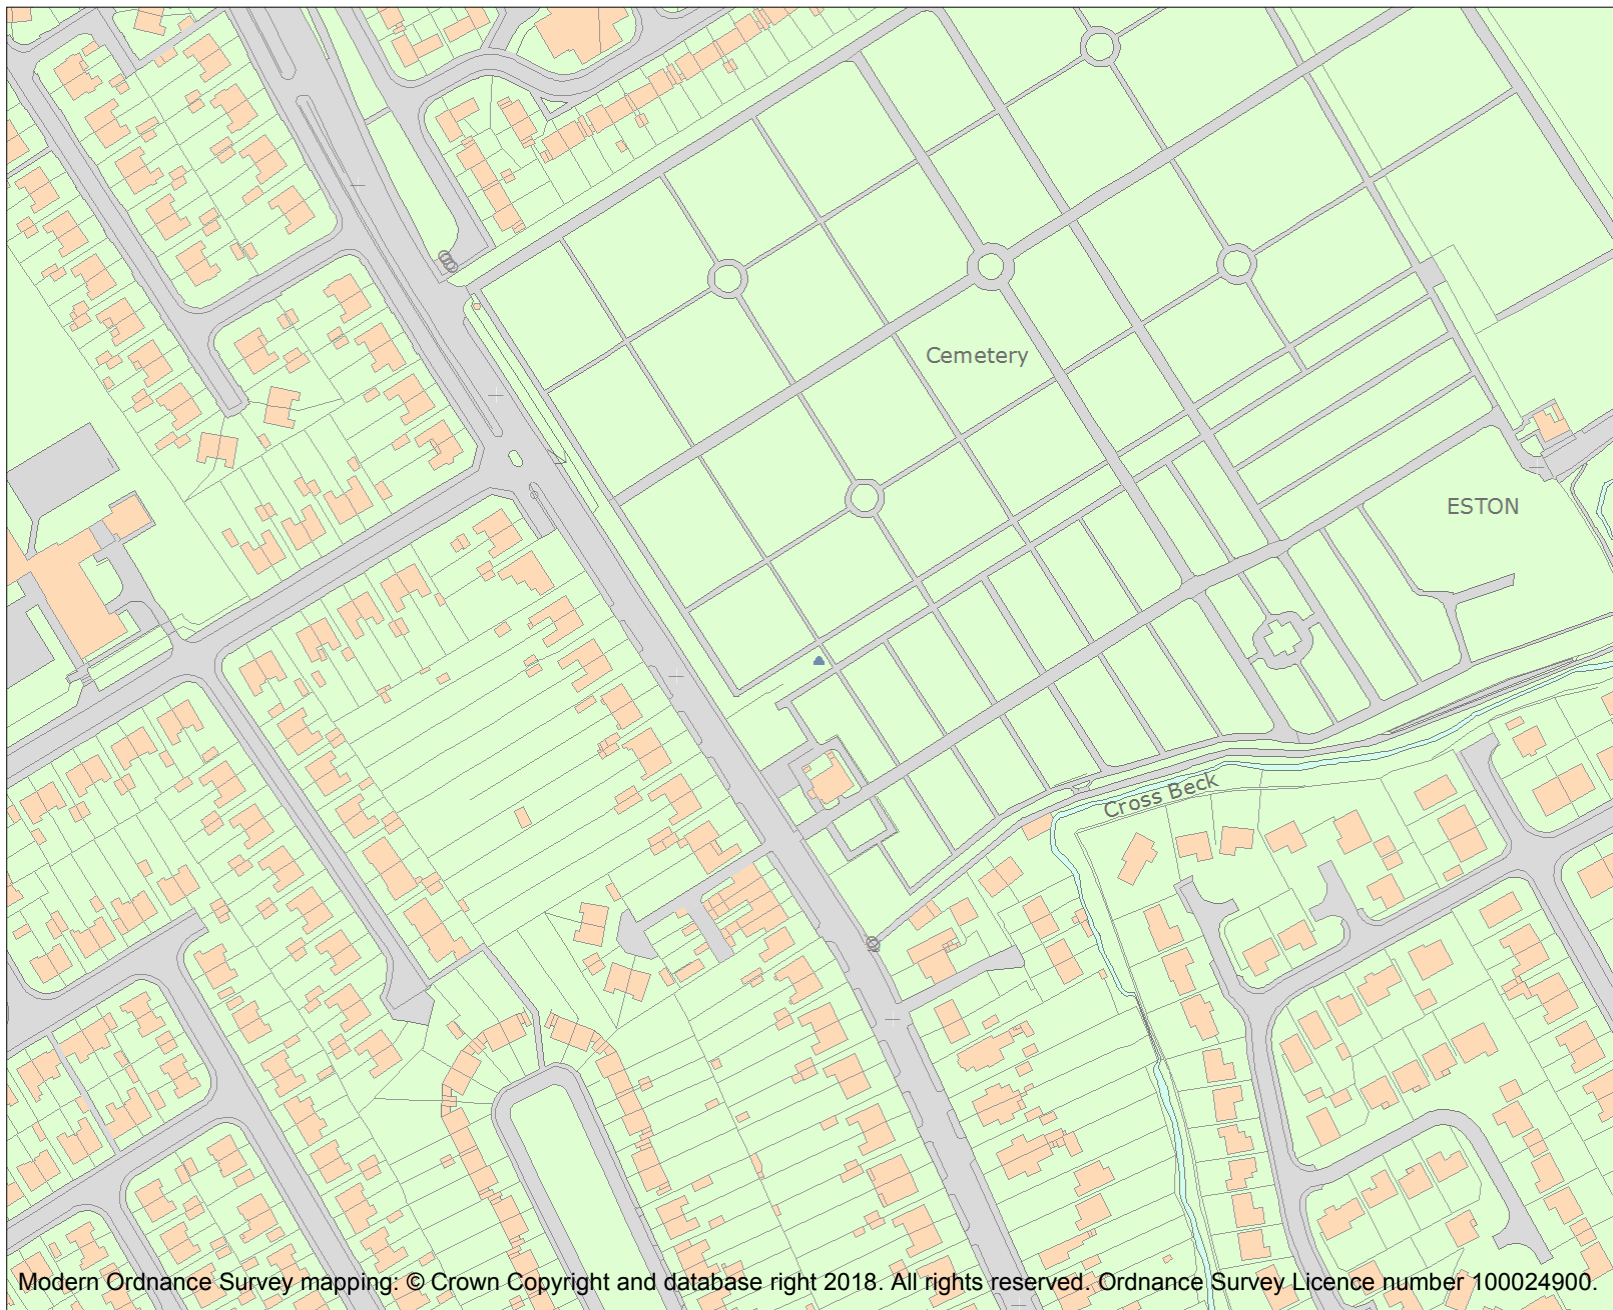 Cemetery
ESTON
Cross Beck
Modern Ordnance Survey mapping: © Crown Copyright and database right 2018. All rights reserved. Ordnance Survey Licence number 100024900.